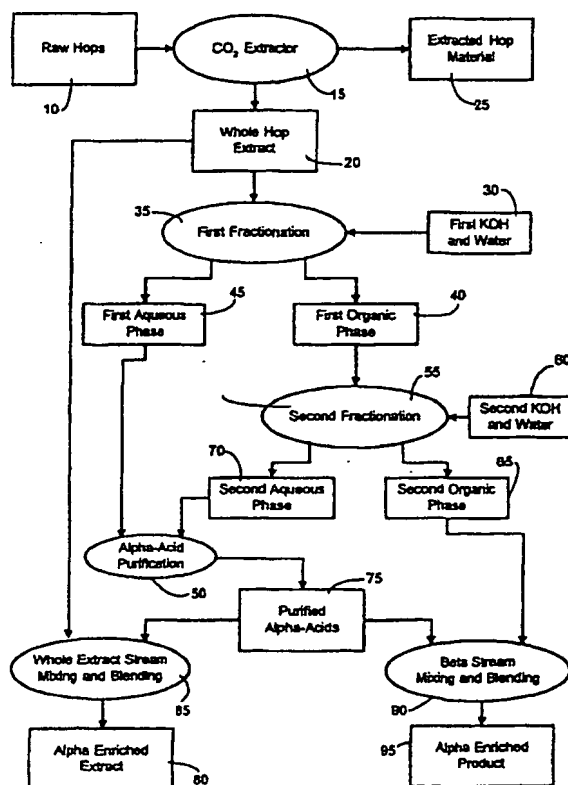 Raw Hops
10
CO2 Extractor
15
Extracted Hop
Material
25
Whole Hop
Extract
20
35
First Fractionation
30
First KOH
and Water
45
First Aqueous
Phase
40
First Organic
Phase
55
Second Fractionation
60
Second KOH
and Water
70
Second Aqueous
Phase
65
Second Organic
Phase
Alpha-Acid
Purification
50
75
Purified
Alpha-Acids
Whole Extract Stream
Mixing and Blending
85
Beta Stream
Mixing and Blending
90
Alpha Enriched
Extract
80
95
Alpha Enriched
Product